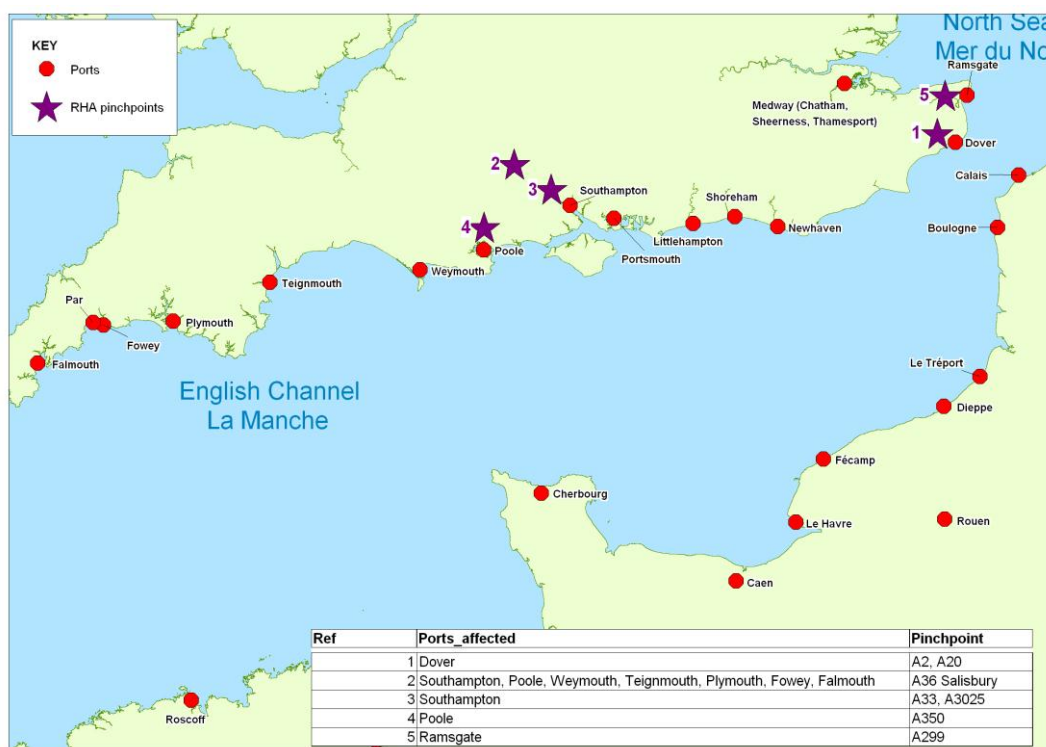 KEY
Ports
RHA pinchpoints
North Sea
Mer du No
Ramsgate
5
Medway (Chatham,
Sheerness, Thamesport)
1
Dover
2
Calais
3
Southampton
Shoreham
4
Littlehampton
Newhaven
Boulogne
Portsmouth
Poole
Weymouth
Teignmouth
Par
Plymouth
Fowey
Falmouth
Le Tréport
English Channel
La Manche
Dieppe
Fécamp
Cherbourg
Le Havre
Rouen
Caen
Roscoff
Ref Ports_affected Pinchpoint
1 Dover A2, A20
2 Southampton, Poole, Weymouth, Teignmouth, Plymouth, Fowey, Falmouth A36 Salisbury
3 Southampton A33, A3025
4 Poole A350
5 Ramsgate A299